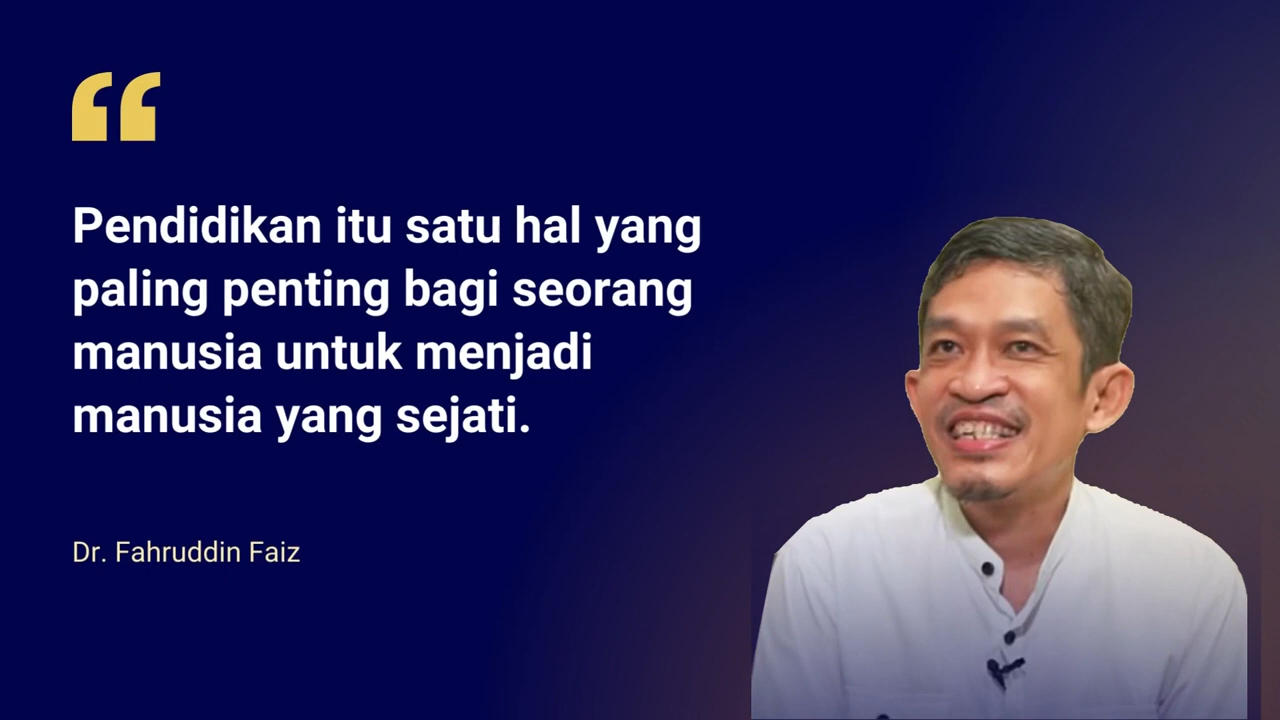 “
Pendidikan itu satu hal yang
paling penting bagi seorang
manusia untuk menjadi
manusia yang sejati.
Dr. Fahruddin Faiz